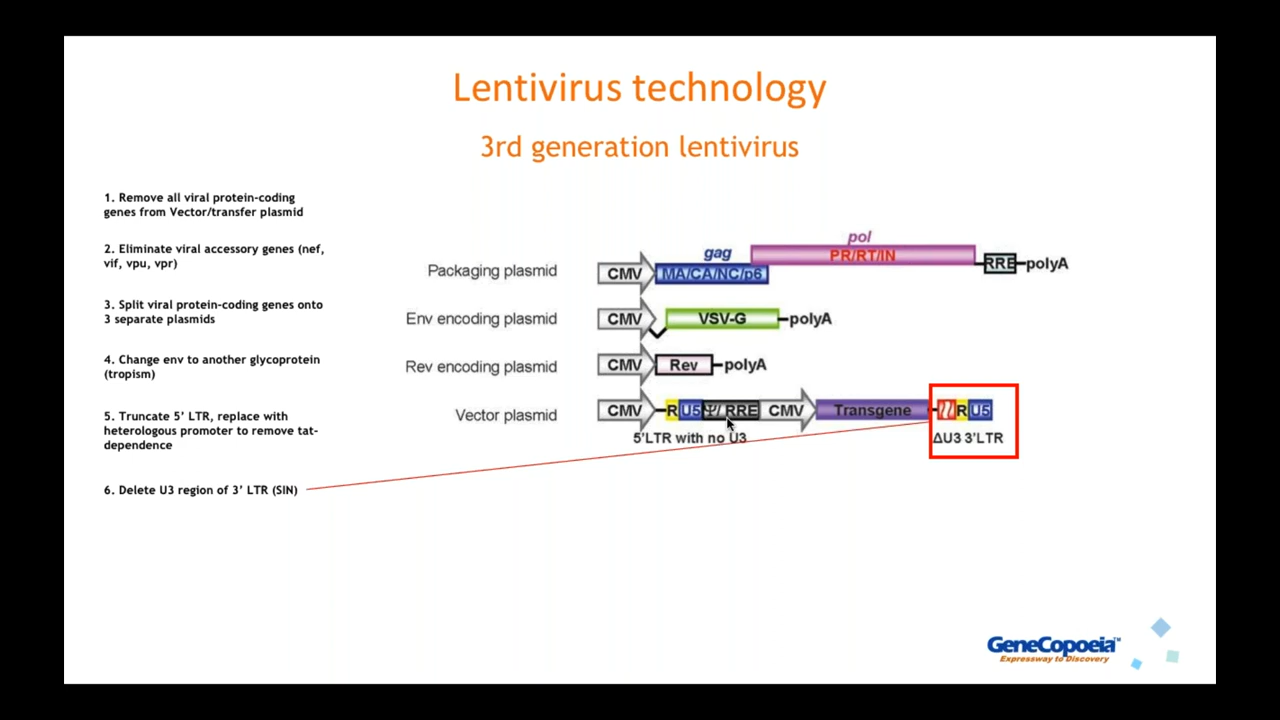 Lentivirus technology
3rd generation lentivirus
1. Remove all viral protein-coding
genes from Vector/transfer plasmid
2. Eliminate viral accessory genes (nef,
vif, vpu, vpr)
3. Split viral protein-coding genes onto
3 separate plasmids
4. Change env to another glycoprotein
(tropism)
5. Truncate 5’ LTR, replace with
heterologous promoter to remove tat-
dependence
6. Delete U3 region of 3’ LTR (SIN)
gag pol
Packaging plasmid CMV MA/CA/NC/p6 PR/RT/IN RRE polyA
Env encoding plasmid CMV VSV-G polyA
Rev encoding plasmid CMV Rev polyA
Vector plasmid CMV R U5 Ψ/ RRE CMV Transgene R U5
5'LTR with no U3 ΔU3 3'LTR
GeneCopoeia™
Expressway to Discovery